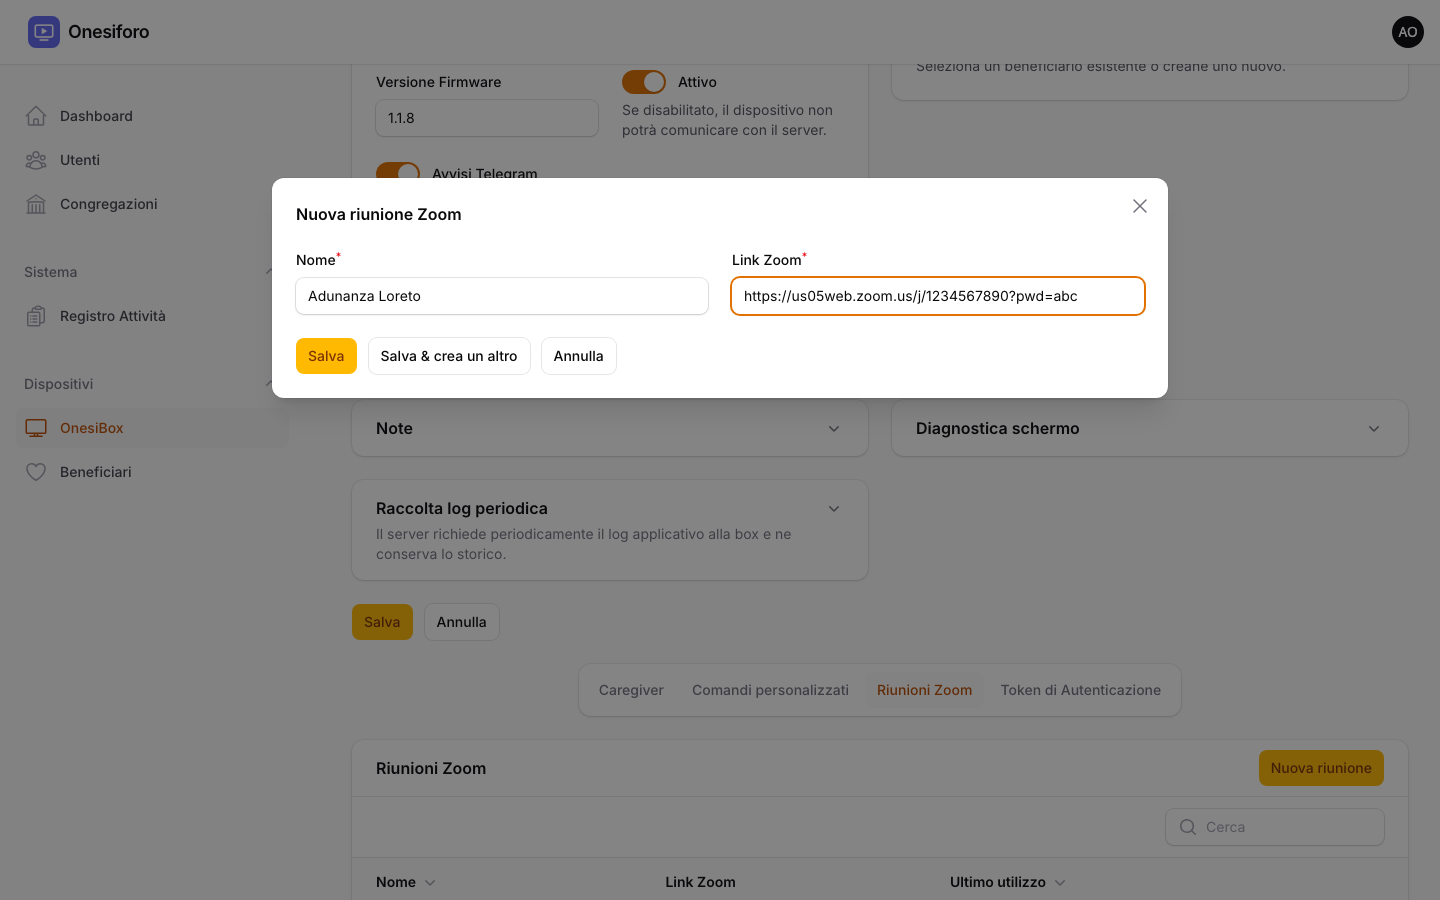 Onesiforo
AO
Dashboard
Utenti
Congregazioni
Sistema
Registro Attività
Dispositivi
OnesiBox
Beneficiari
Versione Firmware
1.1.8
Attivo
Se disabilitato, il dispositivo non
potrà comunicare con il server.
Avvisi Telegram
Seleziona un beneficiario esistente o creane uno nuovo.
Nuova riunione Zoom
Nome*
Adunanza Loreto
Link Zoom*
https://us05web.zoom.us/j/1234567890?pwd=abc
Salva
Salva & crea un altro
Annulla
Note
Diagnostica schermo
Raccolta log periodica
Il server richiede periodicamente il log applicativo alla box e ne
conserva lo storico.
Salva
Annulla
Caregiver
Comandi personalizzati
Riunioni Zoom
Token di Autenticazione
Riunioni Zoom
Nuova riunione
Cerca
Nome
Link Zoom
Ultimo utilizzo